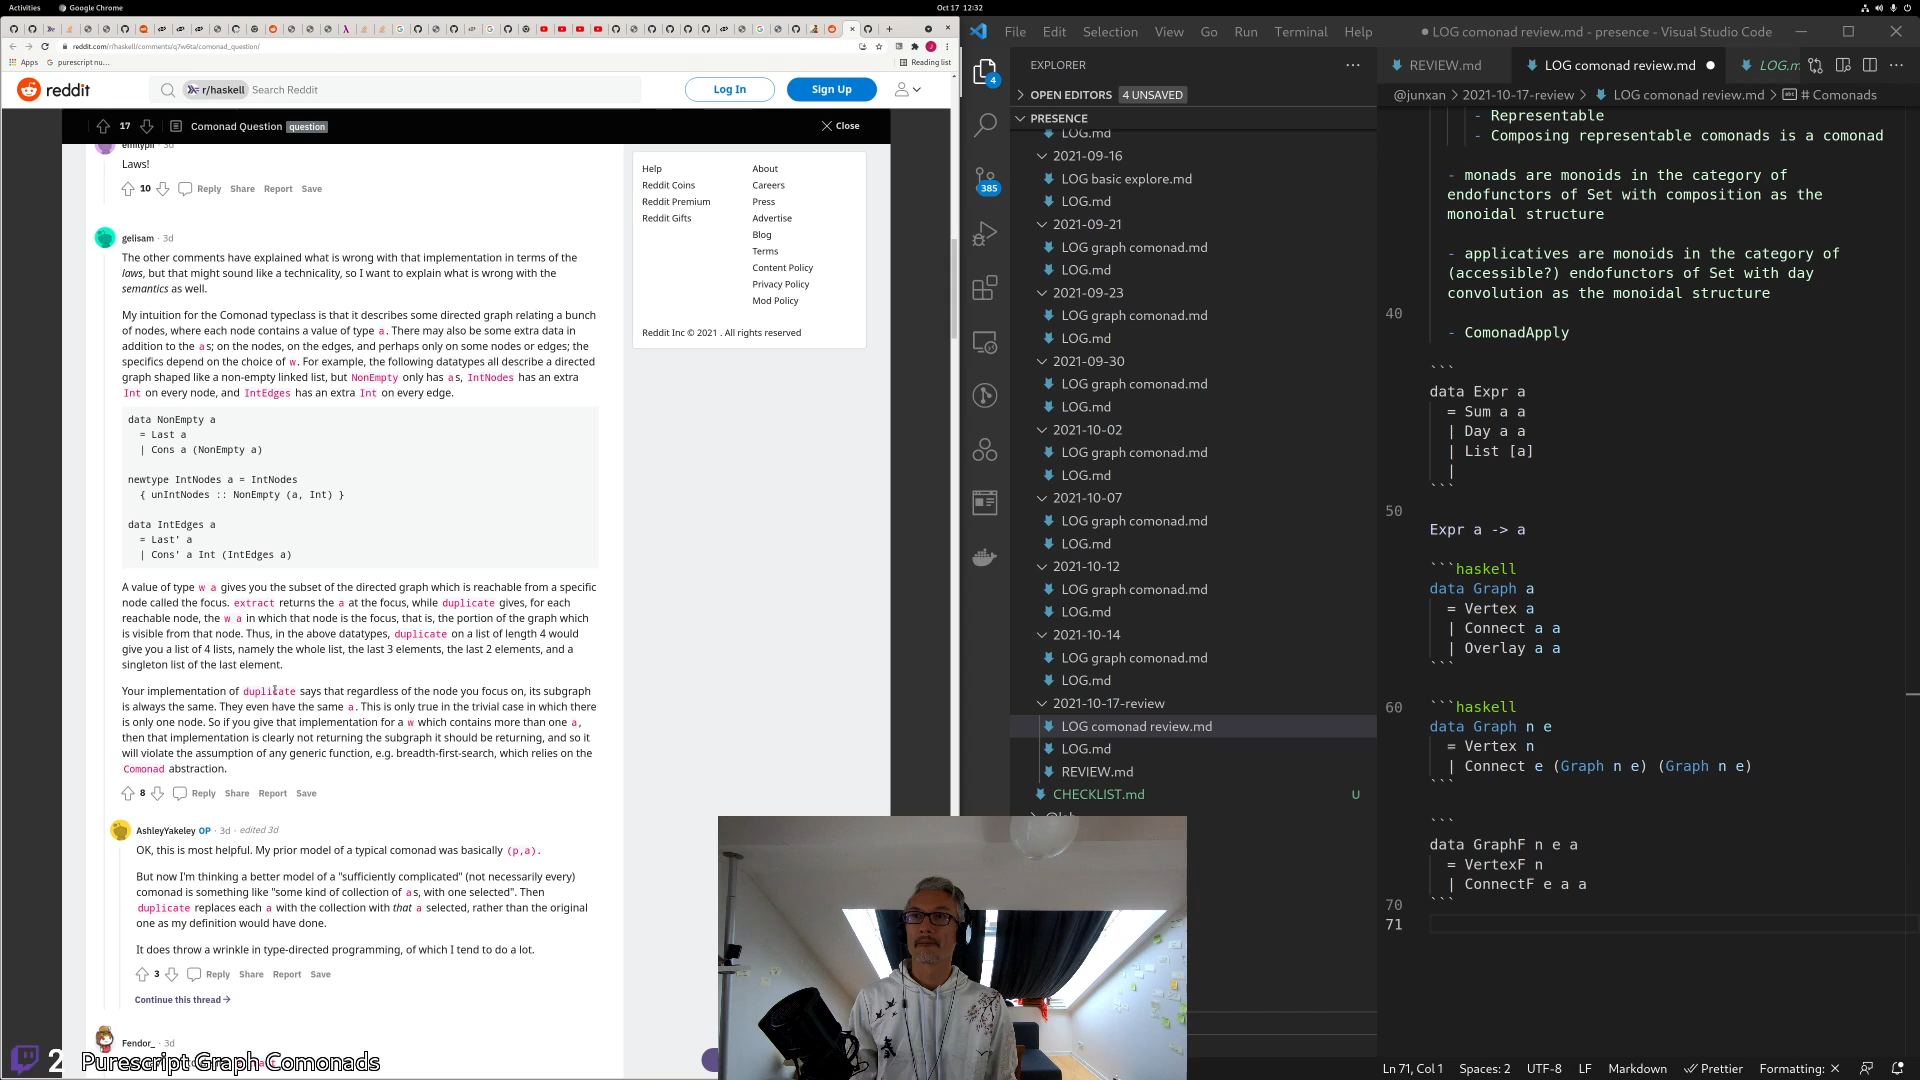 Activities
Google Chrome
Oct 17 12:32
reddit.com/r/haskell/comments/q7w6ta/comonad_question/
Apps
purescript nu...
Reading list
reddit
r/haskell
Search Reddit
Log In
Sign Up
17
Comonad Question
question
Close
emilypii · 3d
Laws!
10
Reply
Share
Report
Save
gelisam · 3d
The other comments have explained what is wrong with that implementation in terms of the
laws, but that might sound like a technicality, so I want to explain what is wrong with the
semantics as well.
My intuition for the Comonad typeclass is that it describes some directed graph relating a bunch
of nodes, where each node contains a value of type a. There may also be some extra data in
addition to the as; on the nodes, on the edges, and perhaps only on some nodes or edges; the
specifics depend on the choice of w. For example, the following datatypes all describe a directed
graph shaped like a non-empty linked list, but NonEmpty only has as, IntNodes has an extra
Int on every node, and IntEdges has an extra Int on every edge.
data NonEmpty a
= Last a
| Cons a (NonEmpty a)
newtype IntNodes a = IntNodes
{ unIntNodes :: NonEmpty (a, Int) }
data IntEdges a
= Last' a
| Cons' a Int (IntEdges a)
A value of type w a gives you the subset of the directed graph which is reachable from a specific
node called the focus. extract returns the a at the focus, while duplicate gives, for each
reachable node, the w a in which that node is the focus, that is, the portion of the graph which
is visible from that node. Thus, in the above datatypes, duplicate on a list of length 4 would
give you a list of 4 lists, namely the whole list, the last 3 elements, the last 2 elements, and a
singleton list of the last element.
Your implementation of duplicate says that regardless of the node you focus on, its subgraph
is always the same. They even have the same a. This is only true in the trivial case in which there
is only one node. So if you give that implementation for a w which contains more than one a,
then that implementation is clearly not returning the subgraph it should be returning, and so it
will violate the assumption of any generic function, e.g. breadth-first-search, which relies on the
Comonad abstraction.
8
Reply
Share
Report
Save
AshleyYakeley OP · 3d · edited 3d
OK, this is most helpful. My prior model of a typical comonad was basically (p,a).
But now I'm thinking a better model of a "sufficiently complicated" (not necessarily every)
comonad is something like "some kind of collection of as, with one selected". Then
duplicate replaces each a with the collection with that a selected, rather than the original
one as my definition would have done.
It does throw a wrinkle in type-directed programming, of which I tend to do a lot.
3
Reply
Share
Report
Save
Continue this thread →
Fendor_ · 3d
Help
About
Reddit Coins
Careers
Reddit Premium
Press
Reddit Gifts
Advertise
Blog
Terms
Content Policy
Privacy Policy
Mod Policy
Reddit Inc © 2021 . All rights reserved
2
Purescript Graph Comonads
File
Edit
Selection
View
Go
Run
Terminal
Help
● LOG comonad review.md - presence - Visual Studio Code
4
385
EXPLORER
OPEN EDITORS
4 UNSAVED
PRESENCE
LOG.md
2021-09-16
LOG basic explore.md
LOG.md
2021-09-21
LOG graph comonad.md
LOG.md
2021-09-23
LOG graph comonad.md
LOG.md
2021-09-30
LOG graph comonad.md
LOG.md
2021-10-02
LOG graph comonad.md
LOG.md
2021-10-07
LOG graph comonad.md
LOG.md
2021-10-12
LOG graph comonad.md
LOG.md
2021-10-14
LOG graph comonad.md
LOG.md
2021-10-17-review
LOG comonad review.md
LOG.md
REVIEW.md
CHECKLIST.md
U
REVIEW.md
LOG comonad review.md
LOG.m
@junxan > 2021-10-17-review > LOG comonad review.md > # Comonads
- Representable
- Composing representable comonads is a comonad
- monads are monoids in the category of
endofunctors of Set with composition as the
monoidal structure
- applicatives are monoids in the category of
(accessible?) endofunctors of Set with day
convolution as the monoidal structure
40
- ComonadApply
```
data Expr a
= Sum a a
| Day a a
| List [a]
|
```
50
Expr a -> a
```haskell
data Graph a
= Vertex a
| Connect a a
| Overlay a a
```
60
```haskell
data Graph n e
= Vertex n
| Connect e (Graph n e) (Graph n e)
```
```
data GraphF n e a
= VertexF n
| ConnectF e a a
70
```
71
Ln 71, Col 1
Spaces: 2
UTF-8
LF
Markdown
Prettier
Formatting: ×